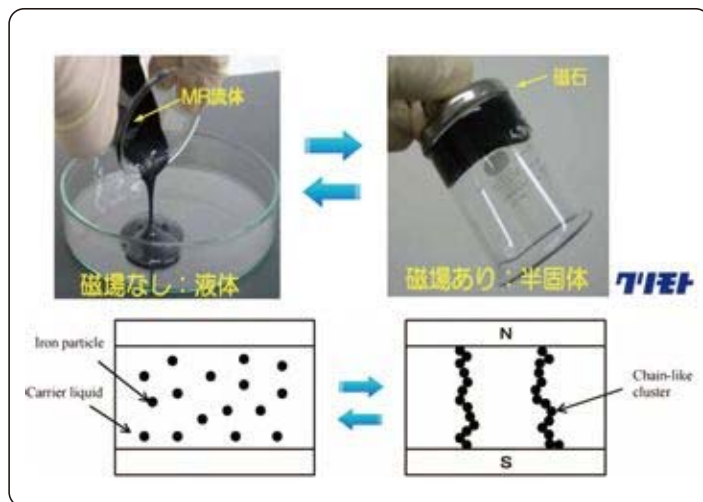 MR流体
磁場なし：液体
磁石
磁場あり：半固体
クリモト
Iron particle
Carrier liquid
N
S
Chain-like
cluster